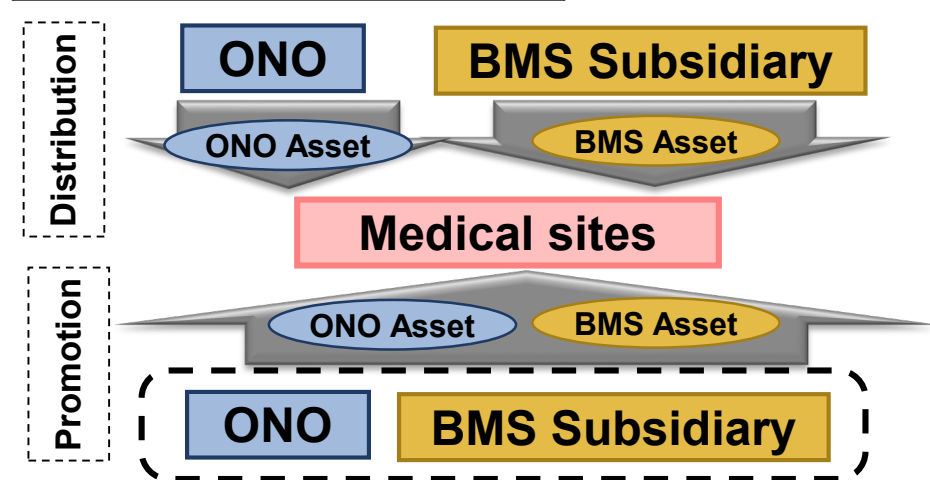 Distribution
ONO
BMS Subsidiary
ONO Asset
BMS Asset
Medical sites
Promotion
ONO Asset
BMS Asset
ONO
BMS Subsidiary